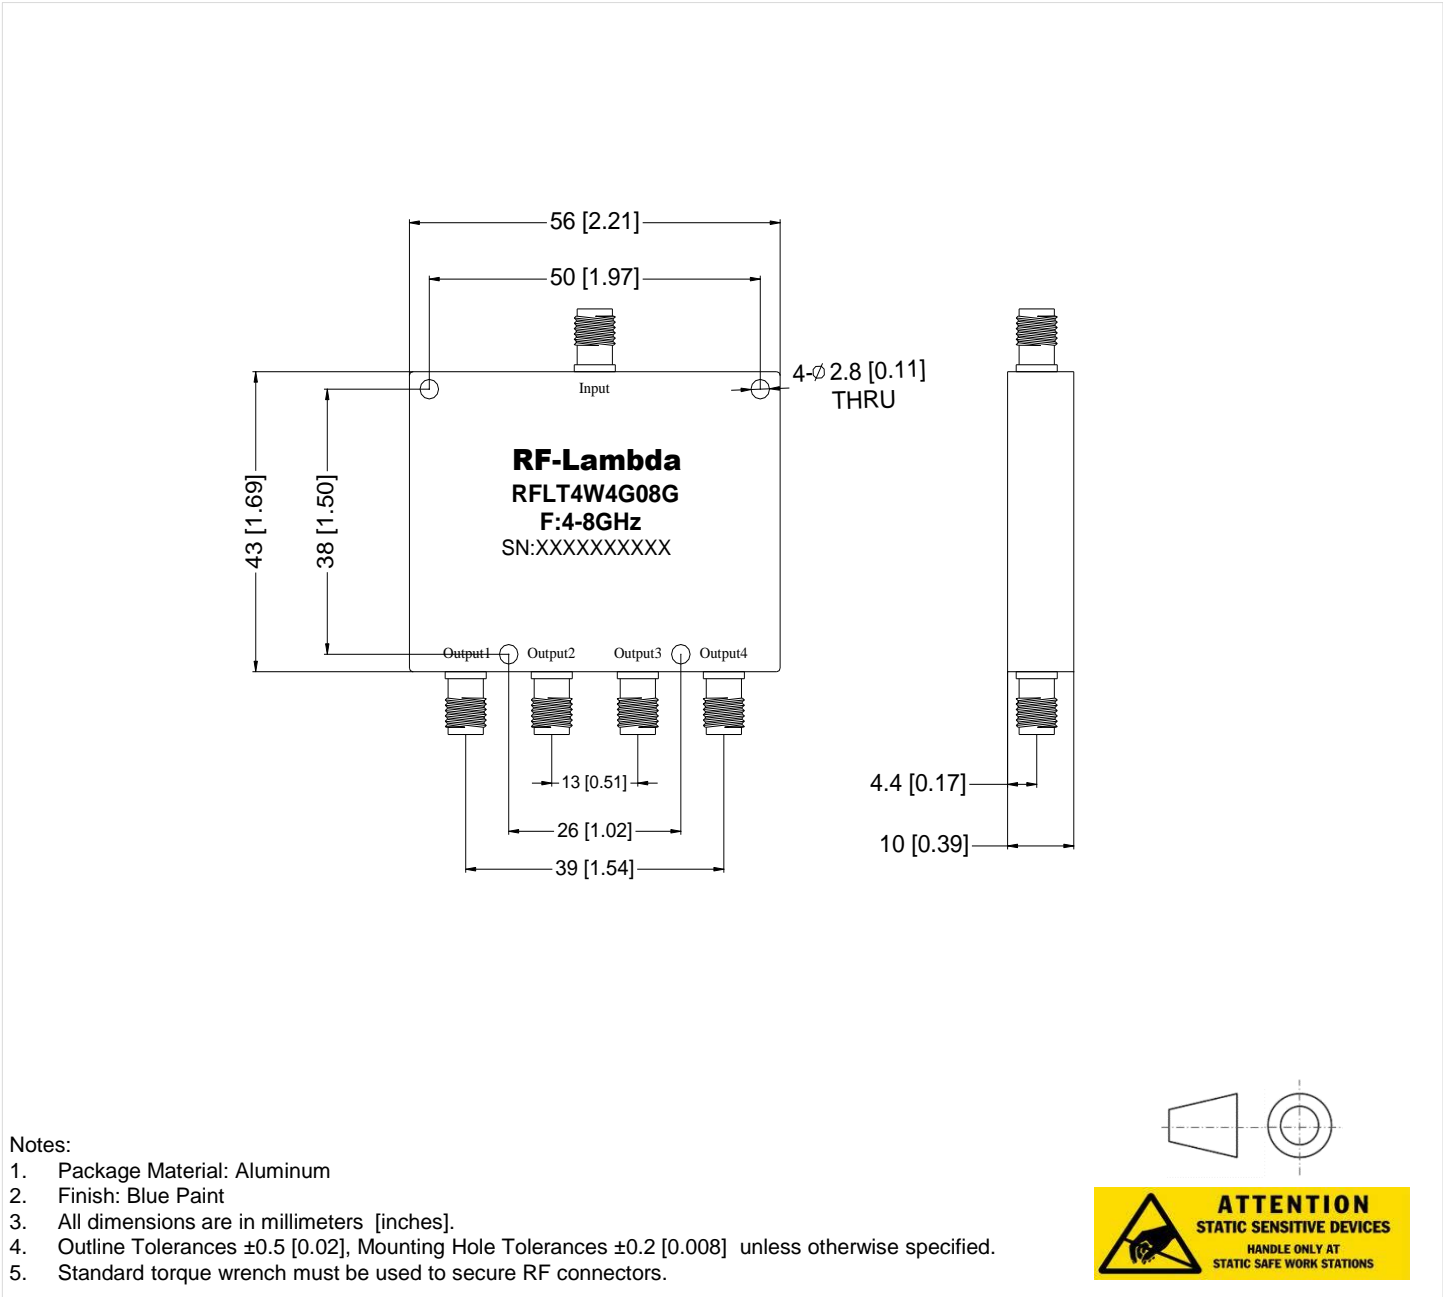 56 [2.21]
50 [1.97]
4-⌀ 2.8 [0.11]
THRU
Input
43 [1.69]
38 [1.50]
RF-Lambda
RFLT4W4G08G
F:4-8GHz
SN:XXXXXXXXXX
Output1 Output2 Output3 Output4
13 [0.51]
26 [1.02]
39 [1.54]
4.4 [0.17]
10 [0.39]
Notes:
1. Package Material: Aluminum
2. Finish: Blue Paint
3. All dimensions are in millimeters [inches].
4. Outline Tolerances ±0.5 [0.02], Mounting Hole Tolerances ±0.2 [0.008] unless otherwise specified.
5. Standard torque wrench must be used to secure RF connectors.
ATTENTION
STATIC SENSITIVE DEVICES
HANDLE ONLY AT
STATIC SAFE WORK STATIONS